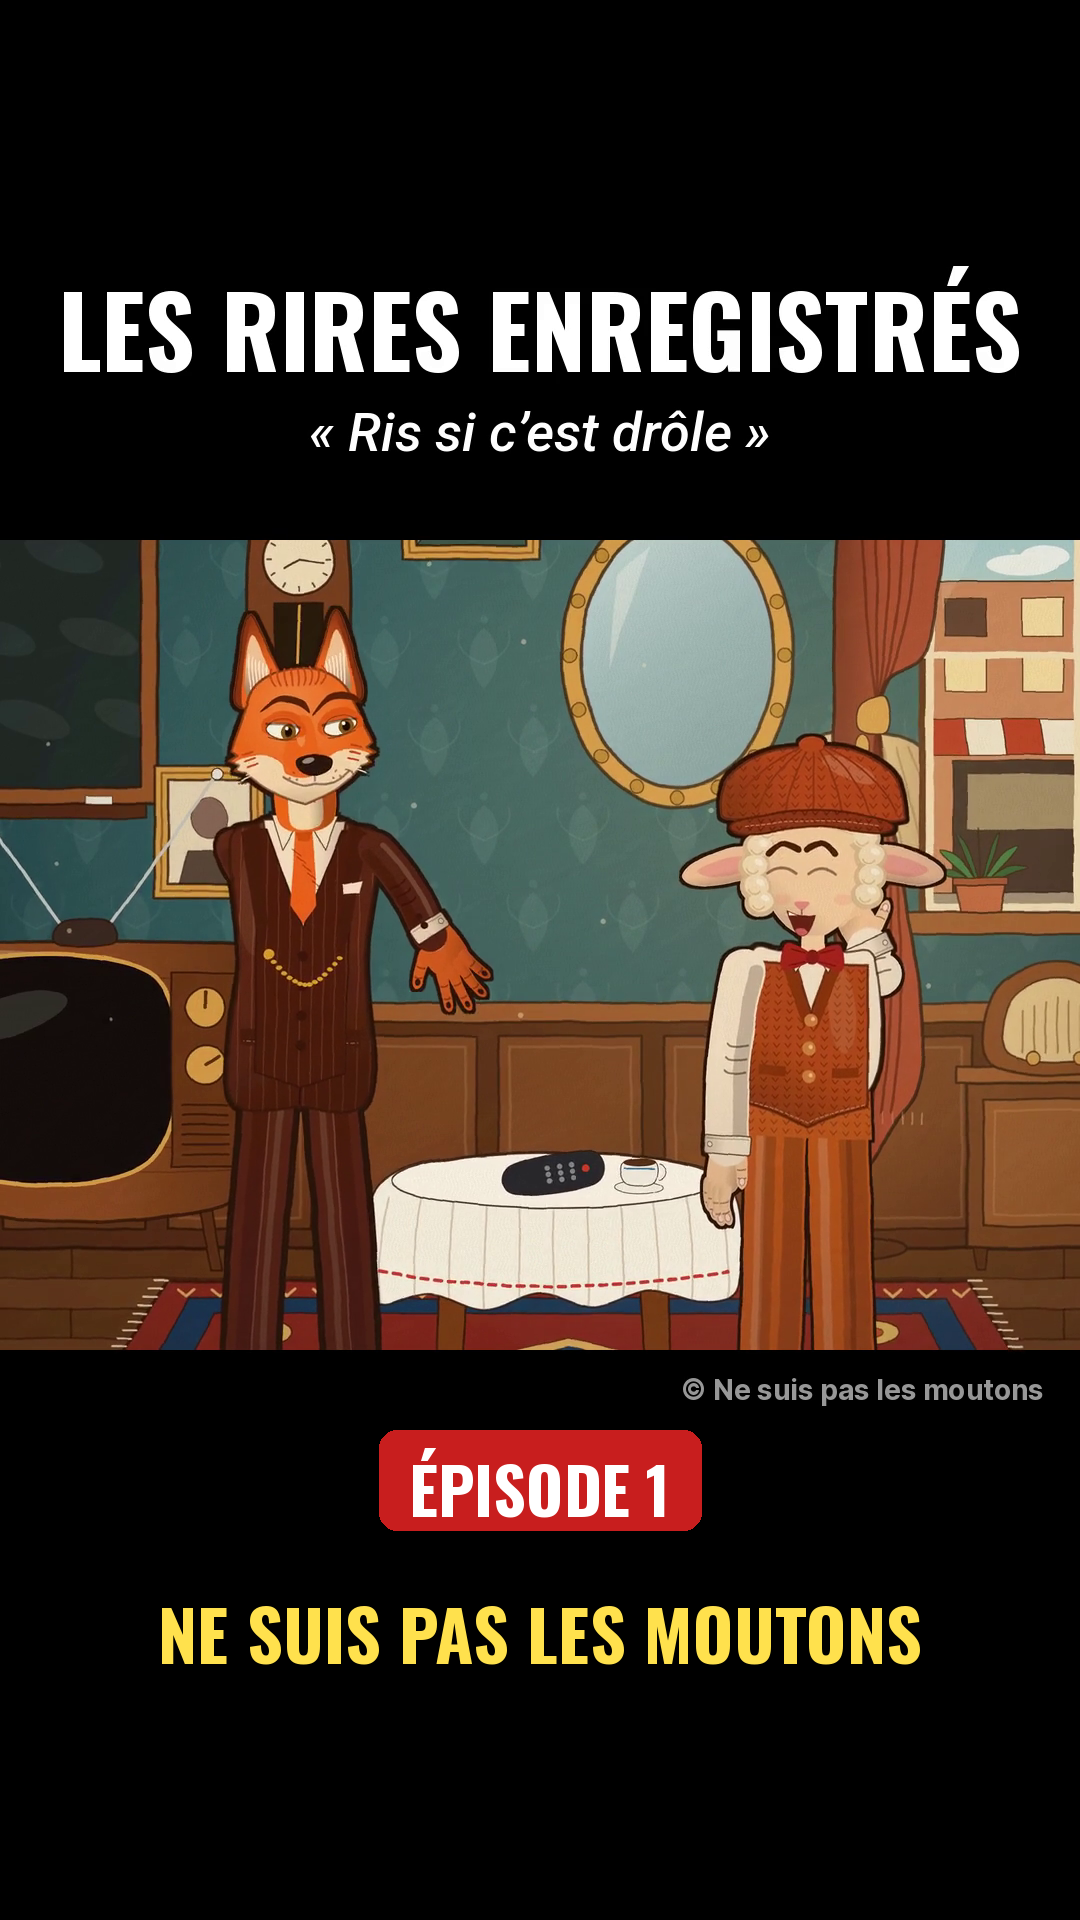 LES RIRES ENREGISTRÉS
« Ris si c’est drôle »
© Ne suis pas les moutons
ÉPISODE 1
NE SUIS PAS LES MOUTONS